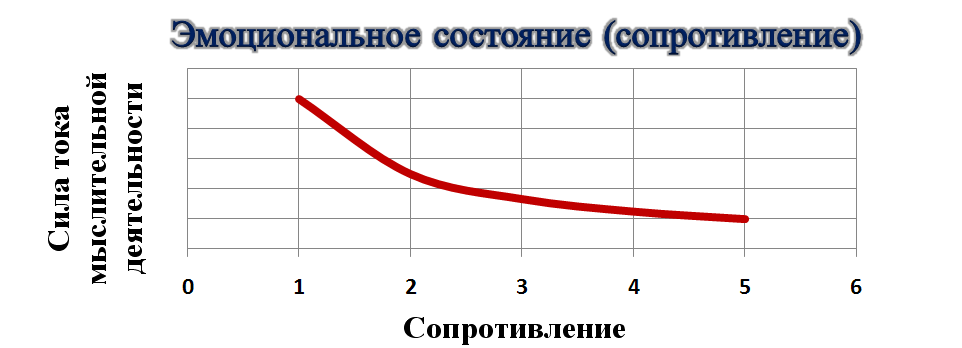 Эмоциональное состояние (сопротивление)
Сила тока
мыслительной
деятельности
0 1 2 3 4 5 6
Сопротивление